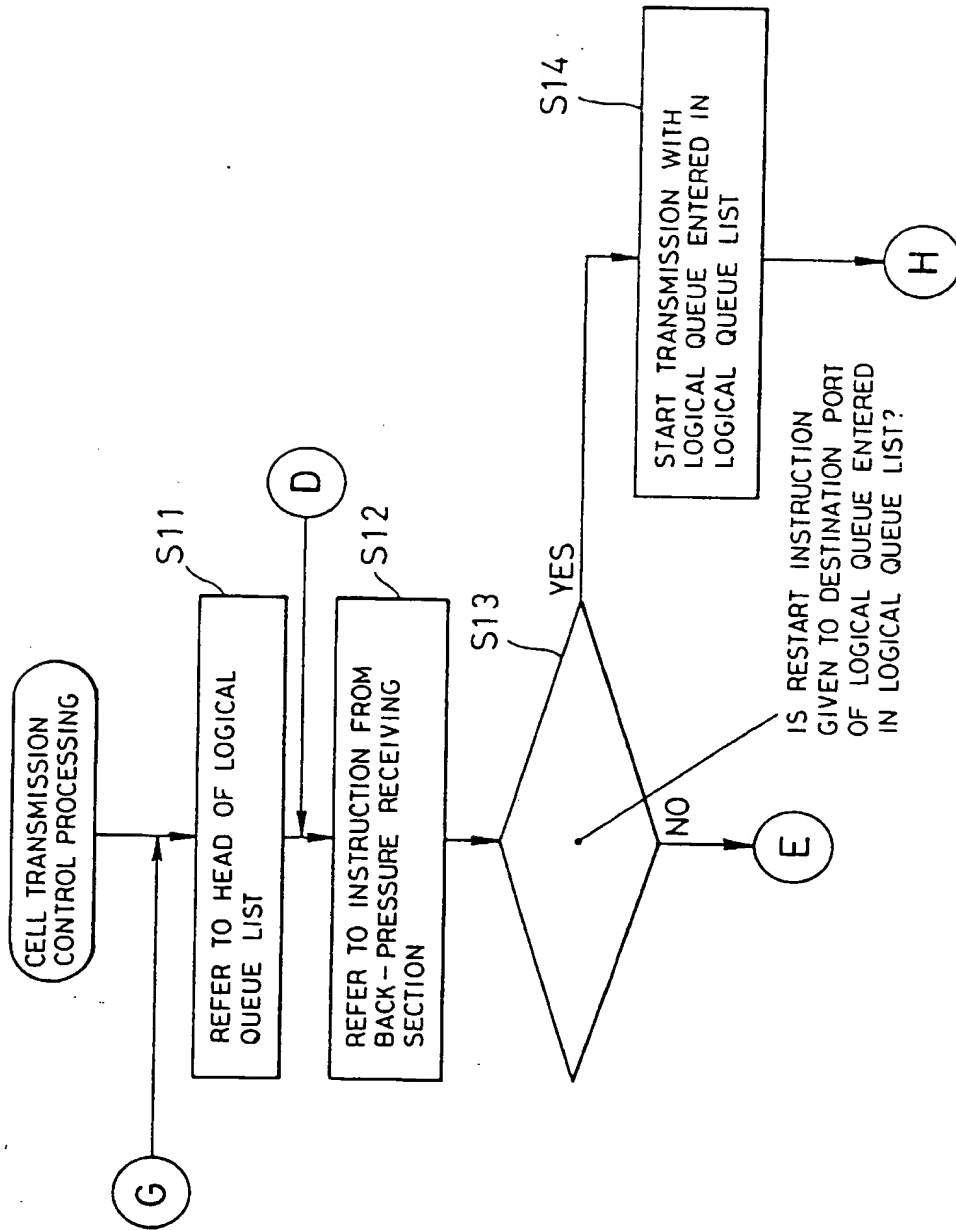 CELL TRANSMISSION
CONTROL PROCESSING
G
S11
REFER TO HEAD OF LOGICAL
QUEUE LIST
D
S12
REFER TO INSTRUCTION FROM
BACK-PRESSURE RECEIVING
SECTION
S13
YES
NO
IS RESTART INSTRUCTION
GIVEN TO DESTINATION PORT
OF LOGICAL QUEUE ENTERED
IN LOGICAL QUEUE LIST?
E
S14
START TRANSMISSION WITH
LOGICAL QUEUE ENTERED IN
LOGICAL QUEUE LIST
H